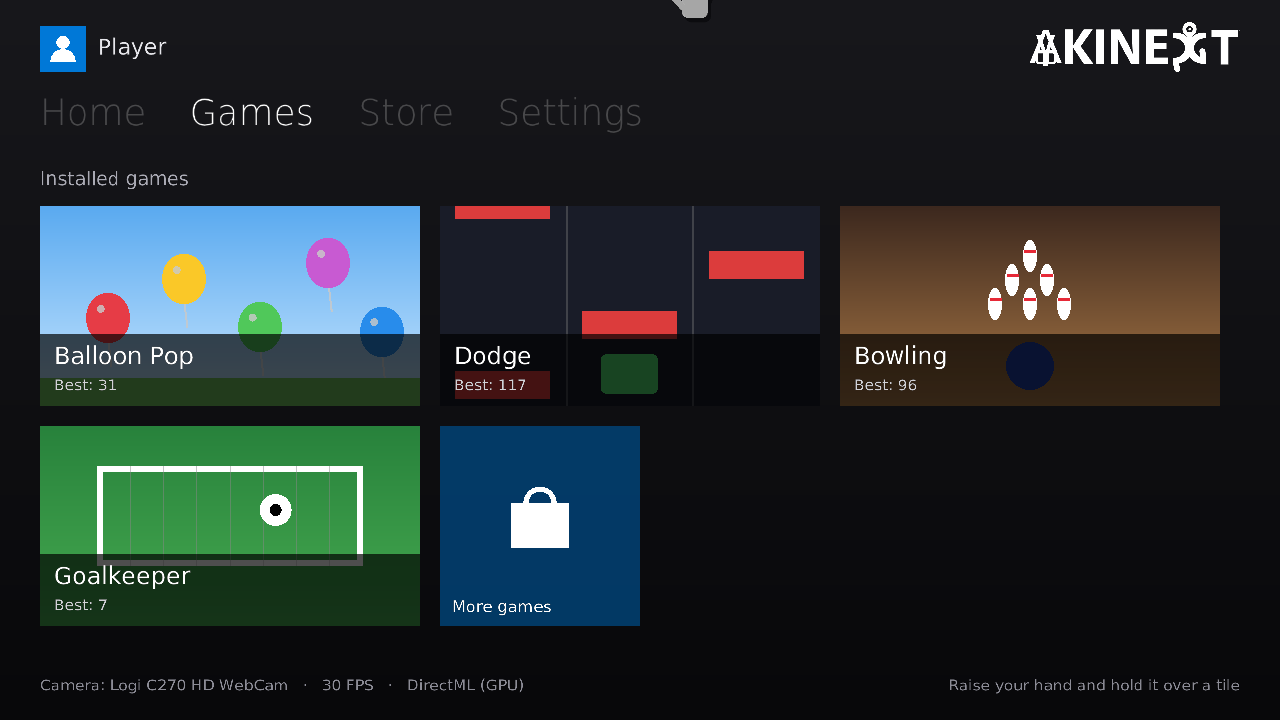 Player
AKINEXT
Home Games Store Settings
Installed games
Balloon Pop
Best: 31
Dodge
Best: 117
Bowling
Best: 96
Goalkeeper
Best: 7
More games
Camera: Logi C270 HD WebCam · 30 FPS · DirectML (GPU)
Raise your hand and hold it over a tile